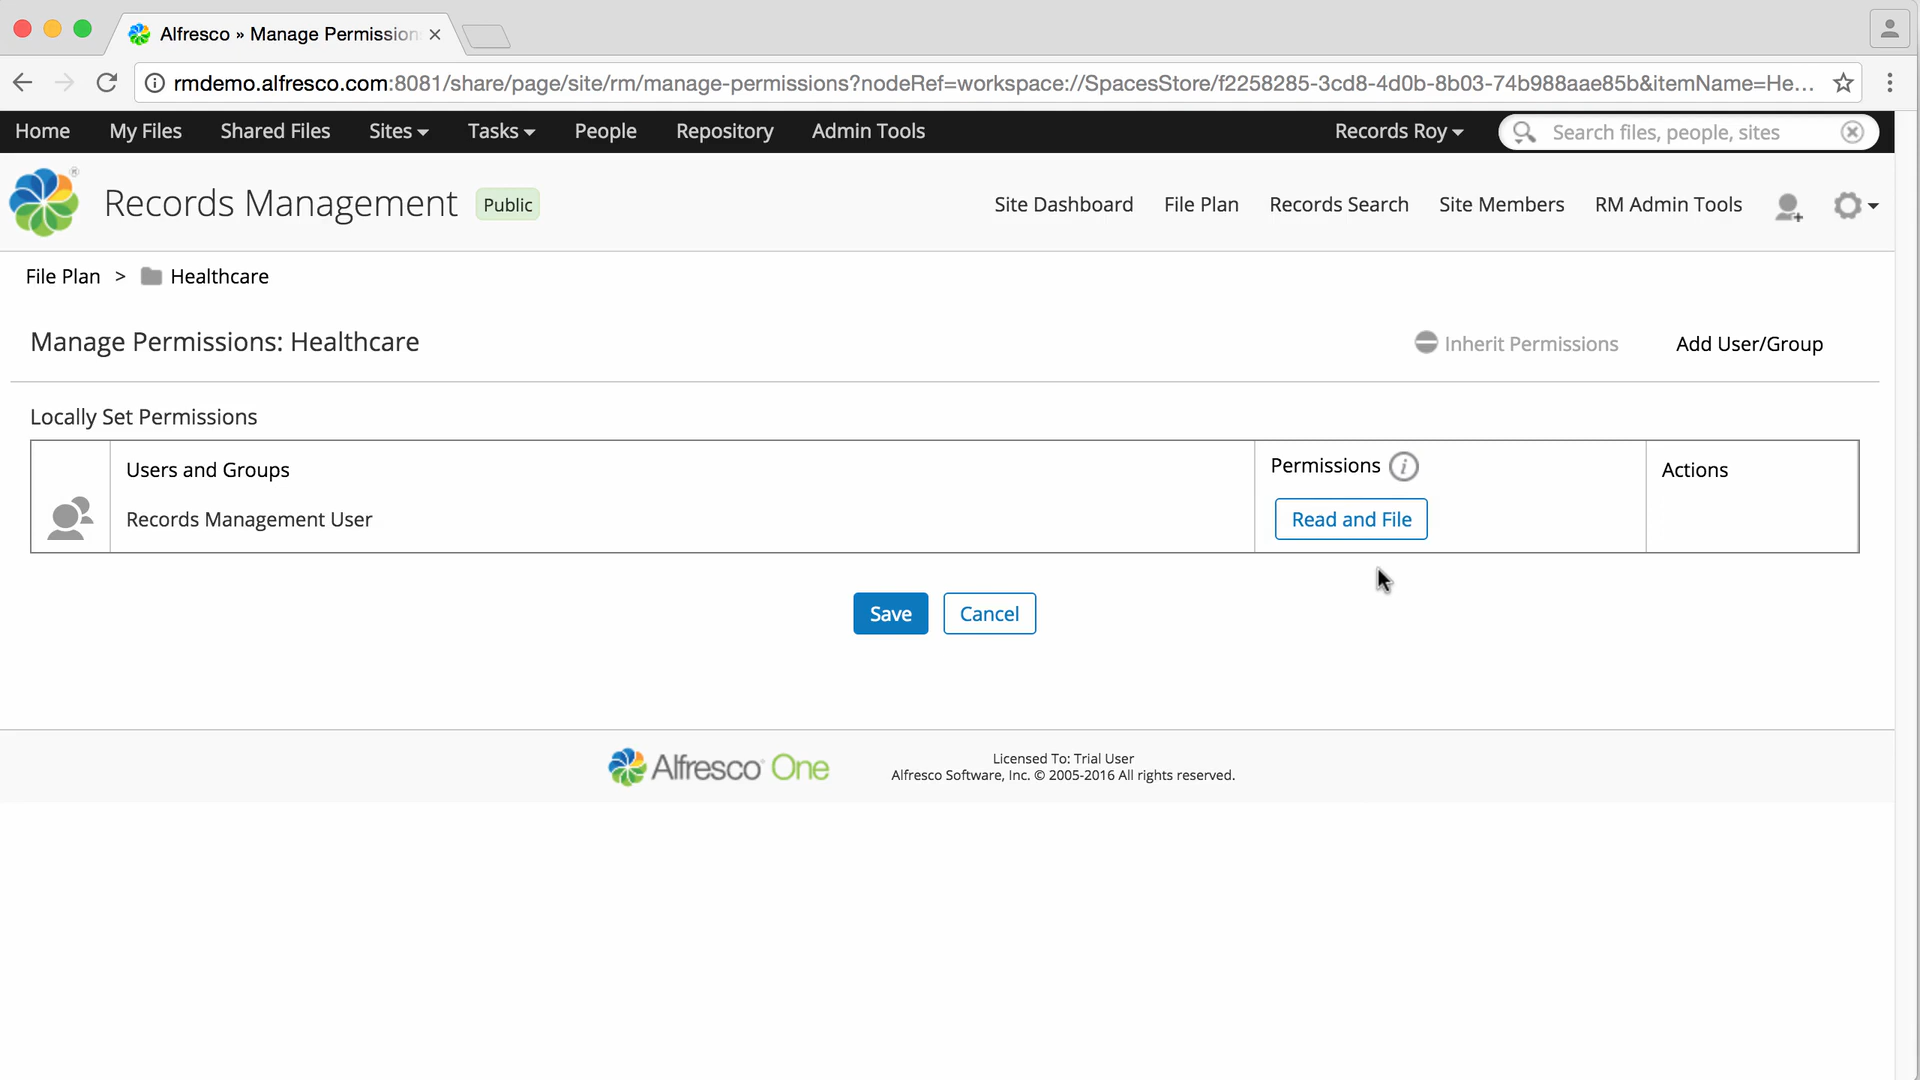 Alfresco » Manage Permission
rmdemo.alfresco.com:8081/share/page/site/rm/manage-permissions?nodeRef=workspace://SpacesStore/f2258285-3cd8-4d0b-8b03-74b988aae85b&itemName=He...
Home My Files Shared Files Sites Tasks People Repository Admin Tools Records Roy Search files, people, sites
Records Management Public Site Dashboard File Plan Records Search Site Members RM Admin Tools
File Plan > Healthcare
Manage Permissions: Healthcare Inherit Permissions Add User/Group
Locally Set Permissions
Users and Groups Permissions i Actions
Records Management User Read and File
Save Cancel
Alfresco One
Licensed To: Trial User
Alfresco Software, Inc. © 2005-2016 All rights reserved.